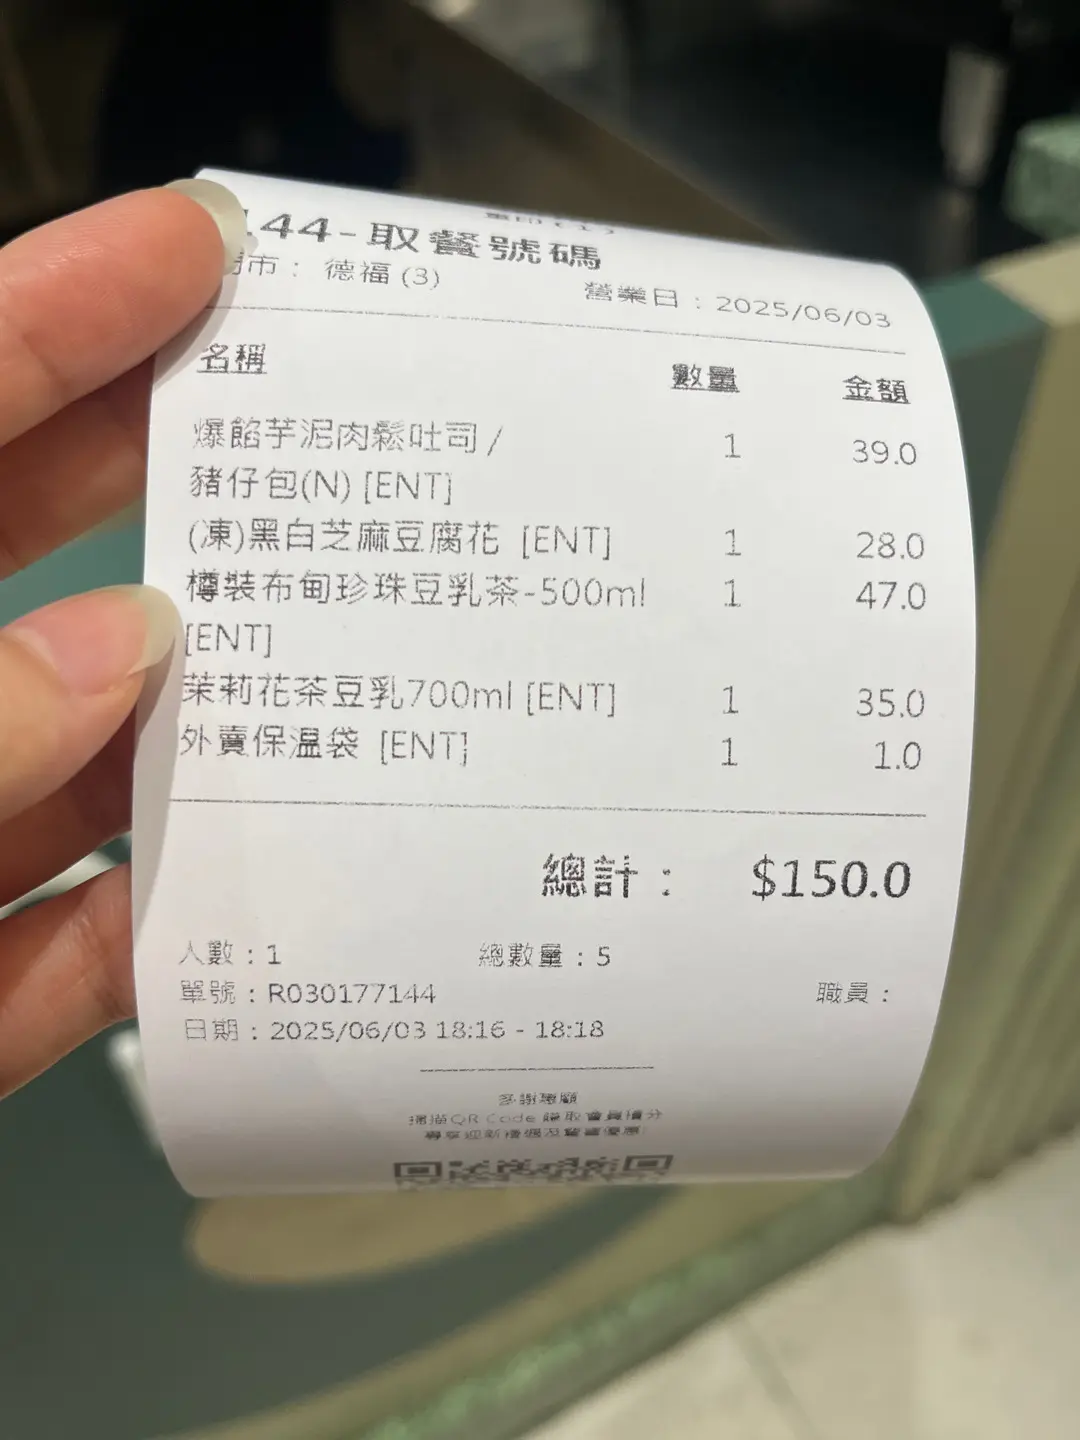 144-取餐號碼
市： 德福 (3)
營業日：2025/06/03
名稱 數量 金額
爆餡芋泥肉鬆吐司 / 1 39.0
豬仔包(N) [ENT]
(凍)黑白芝麻豆腐花 [ENT] 1 28.0
樽裝布甸珍珠豆乳茶-500ml 1 47.0
[ENT]
茉莉花茶豆乳700ml [ENT] 1 35.0
外賣保溫袋 [ENT] 1 1.0
總計： $150.0
人數：1 總數量：5
單號：R030177144 職員：
日期：2025/06/03 18:16 - 18:18
多謝惠顧
掃描QR Code